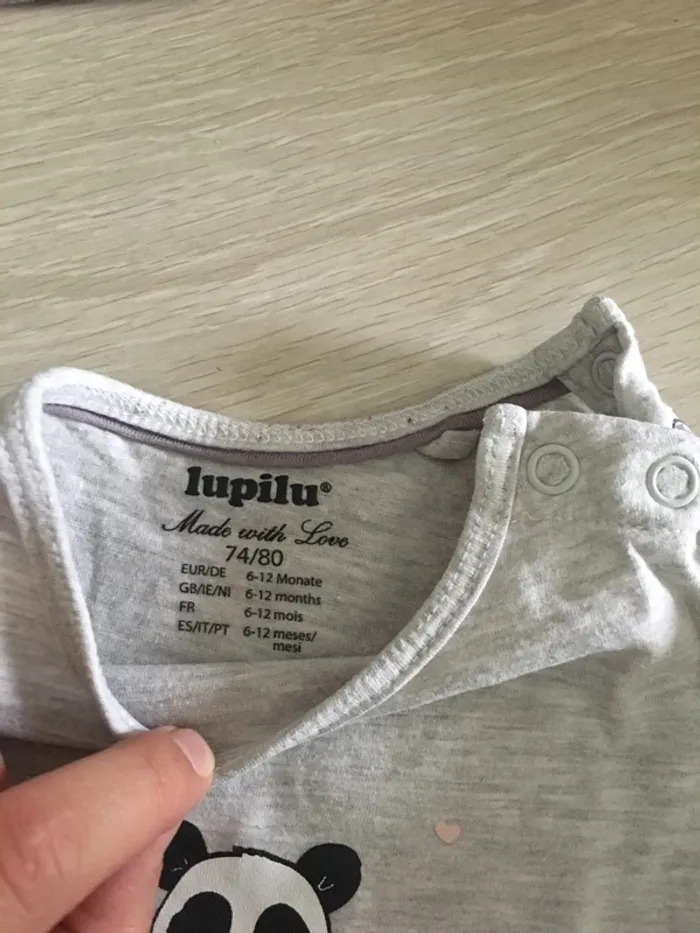 lupilu®
Made with Love
74/80
EUR/DE 6-12 Monate
GB/IE/NI 6-12 months
FR 6-12 mois
ES/IT/PT 6-12 meses/
mesi